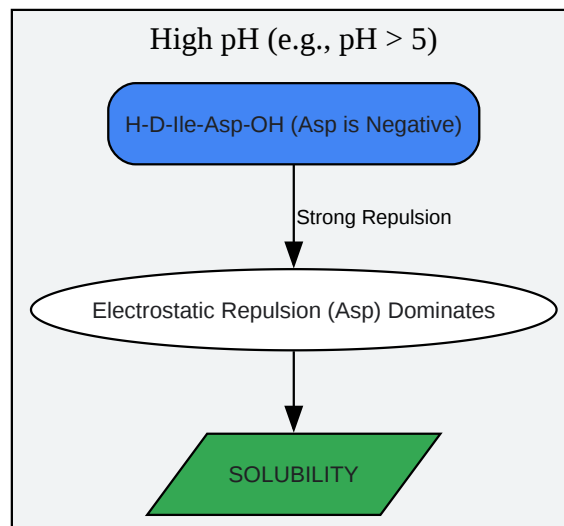 High pH (e.g., pH > 5)
H-D-Ile-Asp-OH (Asp is Negative)
Strong Repulsion
Electrostatic Repulsion (Asp) Dominates
SOLUBILITY